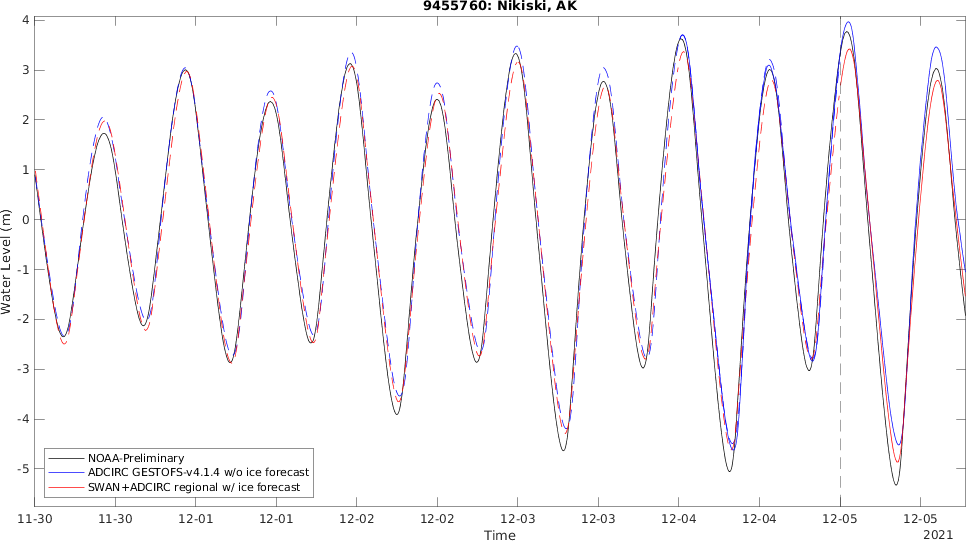 9455760: Nikiski, AK
4
3
2
1
0
-1
-2
-3
-4
-5
Water Level (m)
NOAA-Preliminary
ADCIRC GESTOFS-v4.1.4 w/o ice forecast
SWAN+ADCIRC regional w/ ice forecast
11-30 11-30 12-01 12-01 12-02 12-02 12-03 12-03 12-04 12-04 12-05 12-05
Time
2021